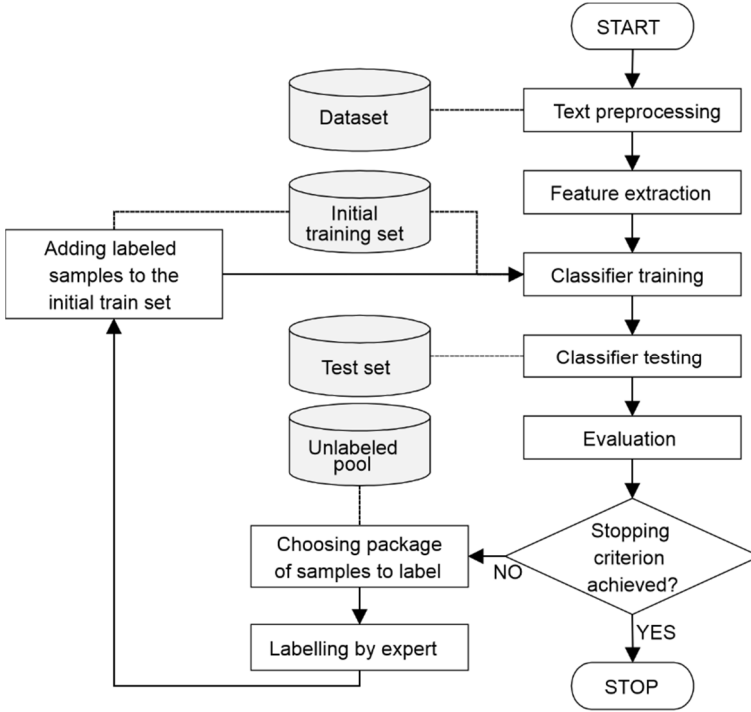 START
Dataset
Text preprocessing
Initial
training set
Feature extraction
Adding labeled
samples to the
initial train set
Classifier training
Test set
Classifier testing
Unlabeled
pool
Evaluation
Stopping
criterion
achieved?
NO
Choosing package
of samples to label
YES
Labelling by expert
STOP